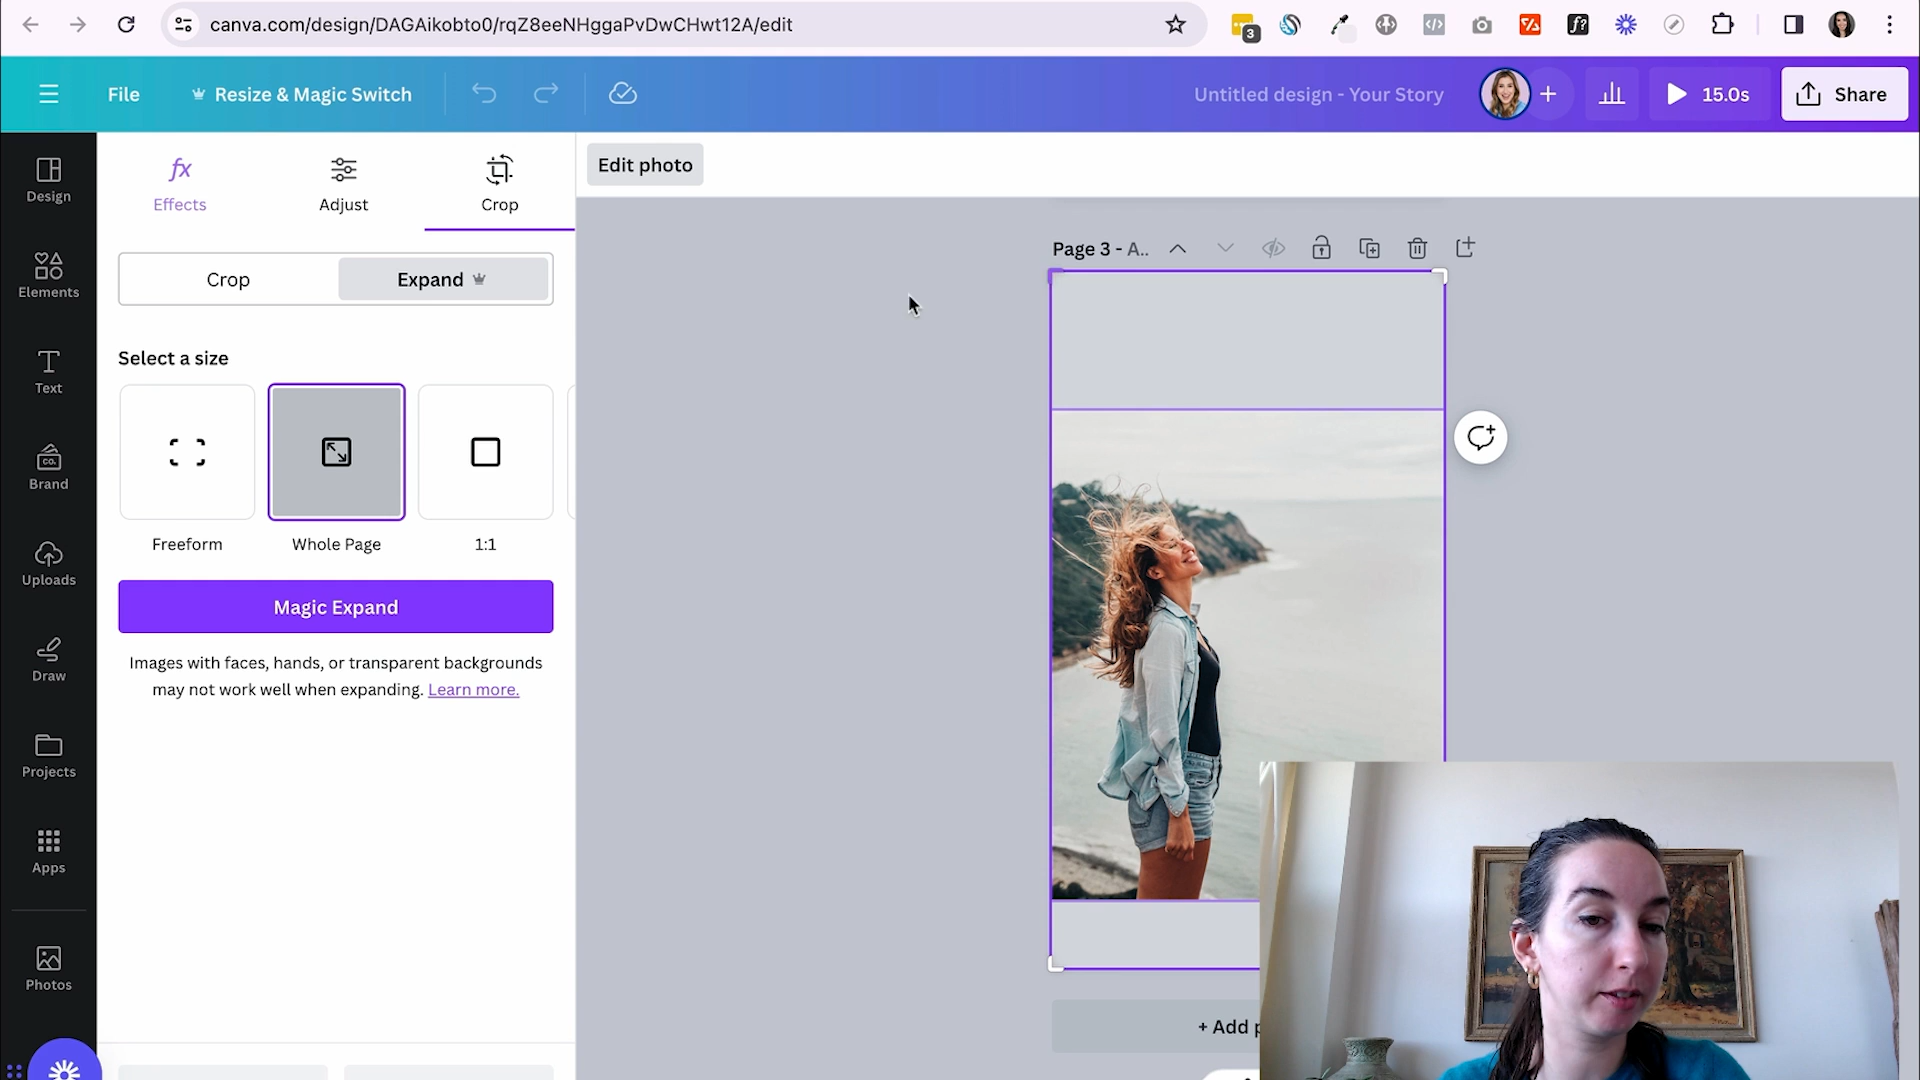 canva.com/design/DAGAikobto0/rqZ8eeNHggaPvDwCHwt12A/edit
3
f?
File
Resize & Magic Switch
Untitled design - Your Story
15.0s
Share
Design
Elements
Text
CO.
Brand
Uploads
Draw
Projects
Apps
Photos
fx
Effects
Adjust
Crop
Edit photo
Crop
Expand
Select a size
Freeform
Whole Page
1:1
Magic Expand
Images with faces, hands, or transparent backgrounds
may not work well when expanding. Learn more.
Page 3 - A..
+ Add p